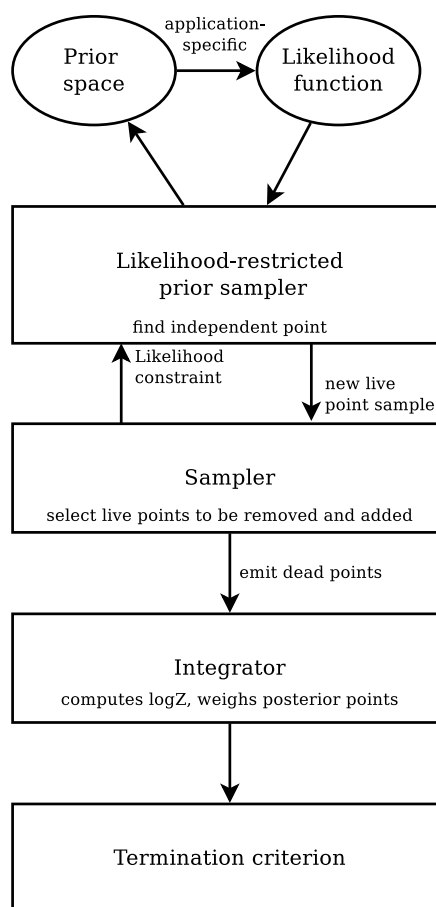 Prior
space
application-
specific
Likelihood
function
Likelihood-restricted
prior sampler
find independent point
Likelihood
constraint
new live
point sample
Sampler
select live points to be removed and added
emit dead points
Integrator
computes logZ, weighs posterior points
Termination criterion